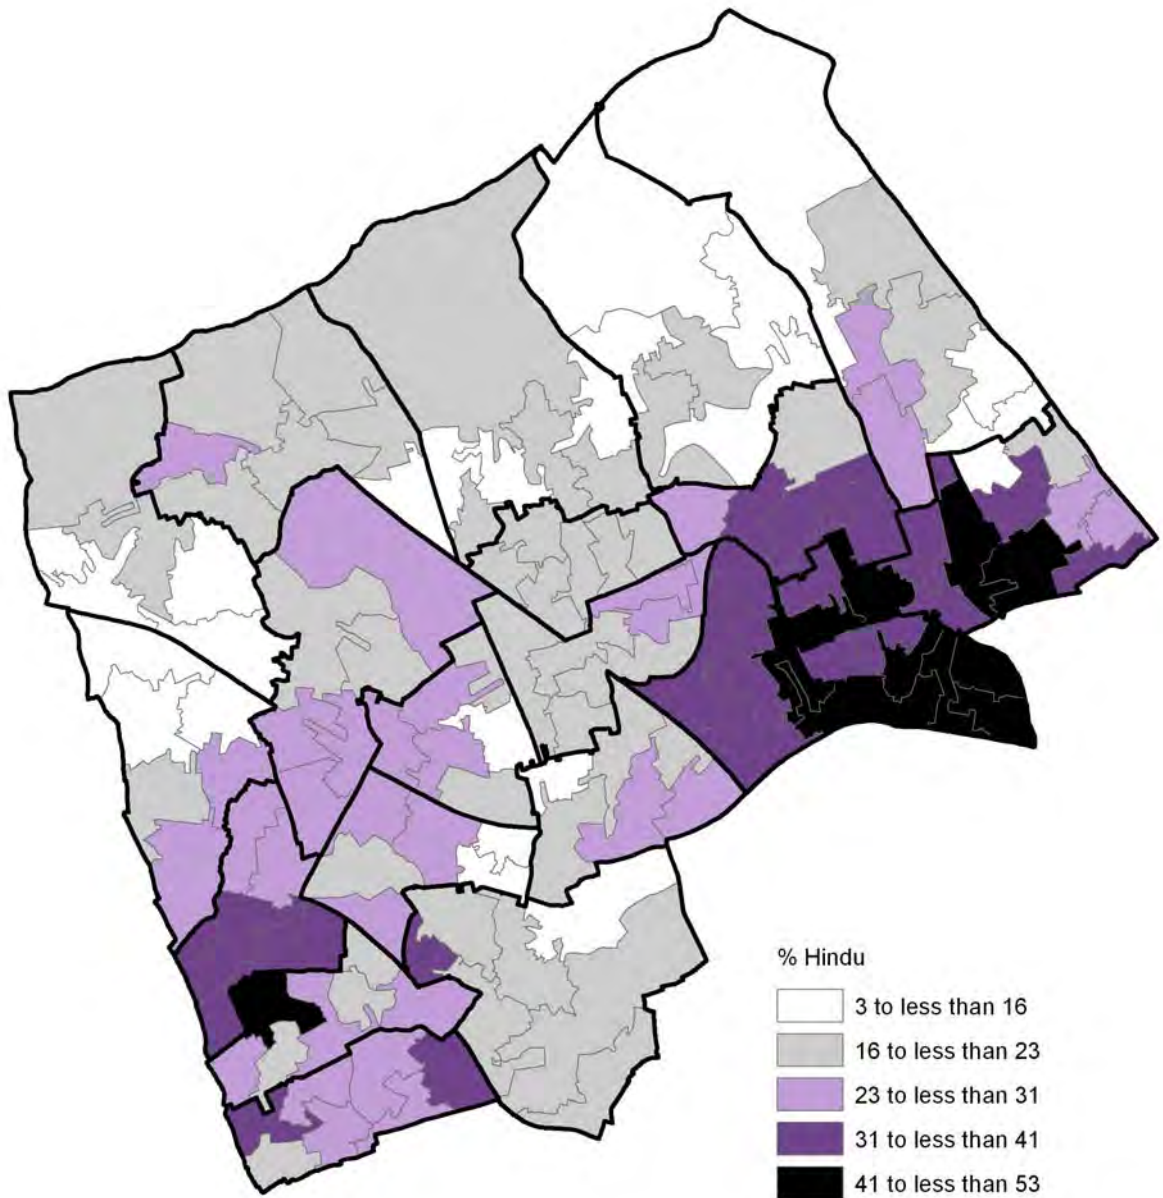 % Hindu
3 to less than 16
16 to less than 23
23 to less than 31
31 to less than 41
41 to less than 53